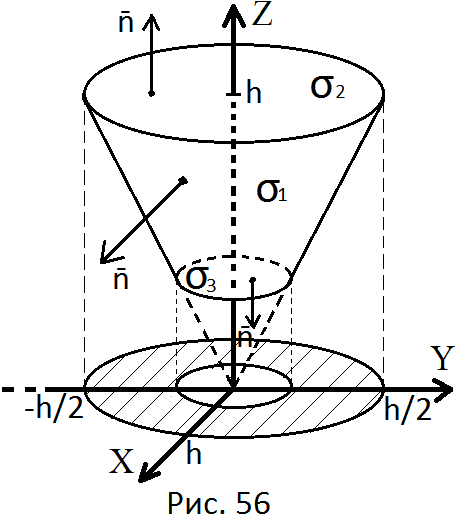 n̄ Z
h σ₂
σ₁
n̄ σ₃
n̄
Y
-h/2 h/2
X h
Рис. 56